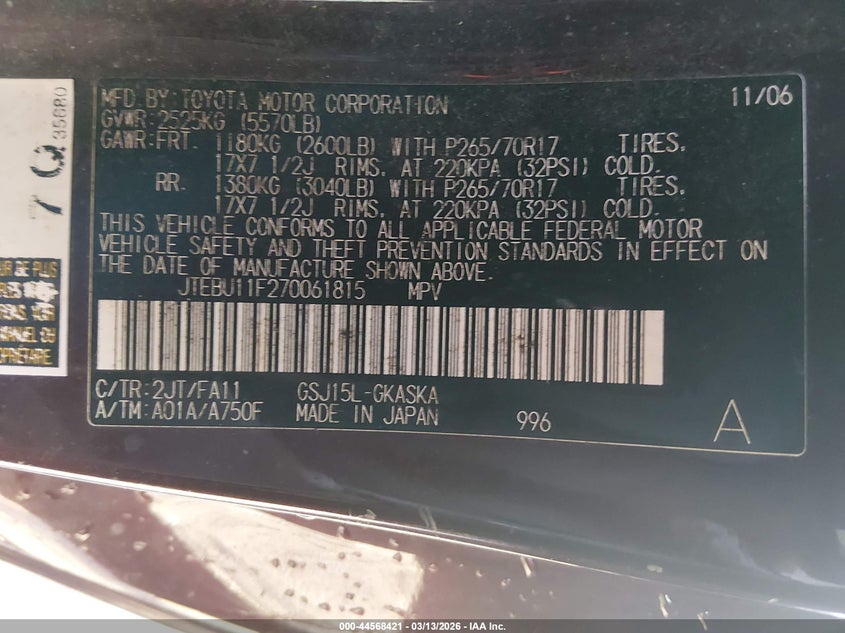 MFD. BY: TOYOTA MOTOR CORPORATION 11/06
GVWR: 2525KG (5570LB)
GAWR: FRT. 1180KG (2600LB) WITH P265/70R17 TIRES.
17X7 1/2J RIMS. AT 220KPA (32PSI) COLD.
RR. 1380KG (3040LB) WITH P265/70R17 TIRES.
17X7 1/2J RIMS. AT 220KPA (32PSI) COLD.
THIS VEHICLE CONFORMS TO ALL APPLICABLE FEDERAL MOTOR
VEHICLE SAFETY AND THEFT PREVENTION STANDARDS IN EFFECT ON
THE DATE OF MANUFACTURE SHOWN ABOVE.
JTEBU11F270061815 MPV
C/TR: 2JT/FA11 GSJ15L-GKASKA
A/TM: A01A/A750F MADE IN JAPAN 996 A
7 Q 35680
DE PLUS
000-44568421 - 03/13/2026 - IAA Inc.